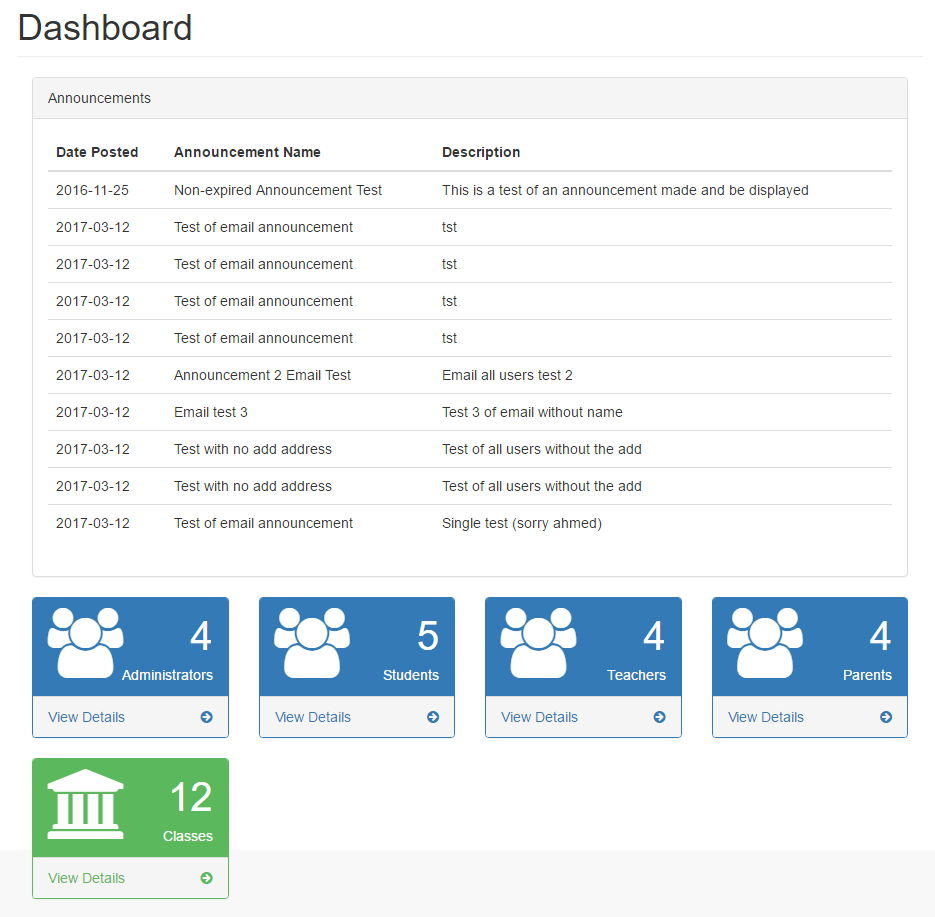 Dashboard
Announcements
Date Posted Announcement Name Description
2016-11-25 Non-expired Announcement Test This is a test of an announcement made and be displayed
2017-03-12 Test of email announcement tst
2017-03-12 Test of email announcement tst
2017-03-12 Test of email announcement tst
2017-03-12 Test of email announcement tst
2017-03-12 Announcement 2 Email Test Email all users test 2
2017-03-12 Email test 3 Test 3 of email without name
2017-03-12 Test with no add address Test of all users without the add
2017-03-12 Test with no add address Test of all users without the add
2017-03-12 Test of email announcement Single test (sorry ahmed)
4 5 4 4
Administrators Students Teachers Parents
View Details View Details View Details View Details
12
Classes
View Details